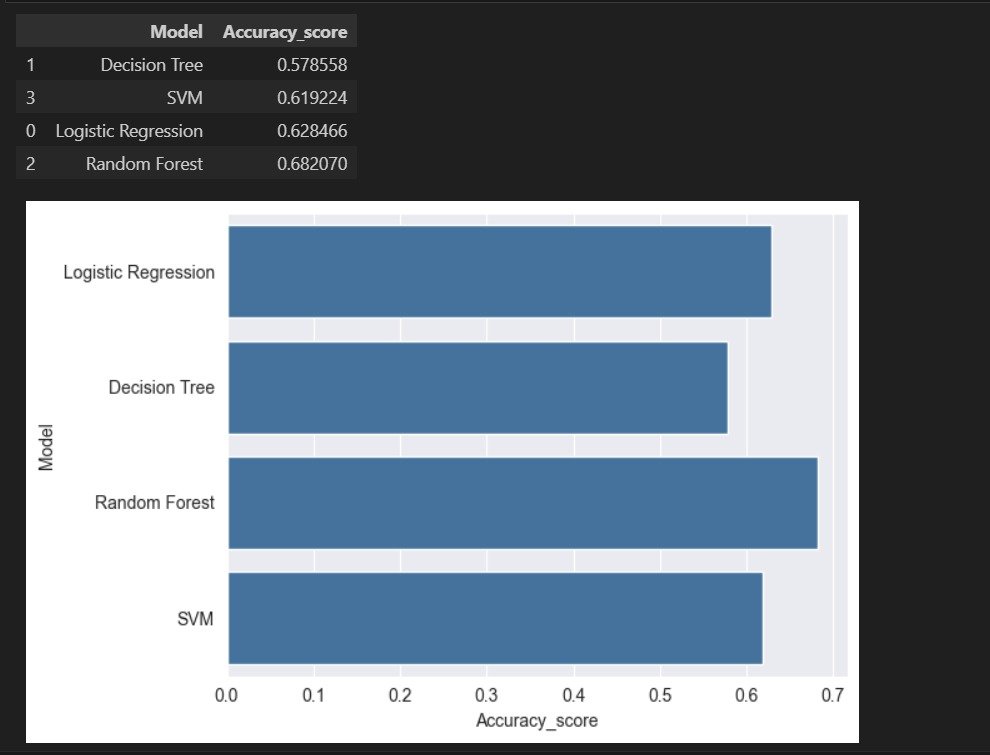 Model Accuracy_score
1 Decision Tree 0.578558
3 SVM 0.619224
0 Logistic Regression 0.628466
2 Random Forest 0.682070
Logistic Regression
Decision Tree
Model
Random Forest
SVM
0.0 0.1 0.2 0.3 0.4 0.5 0.6 0.7
Accuracy_score